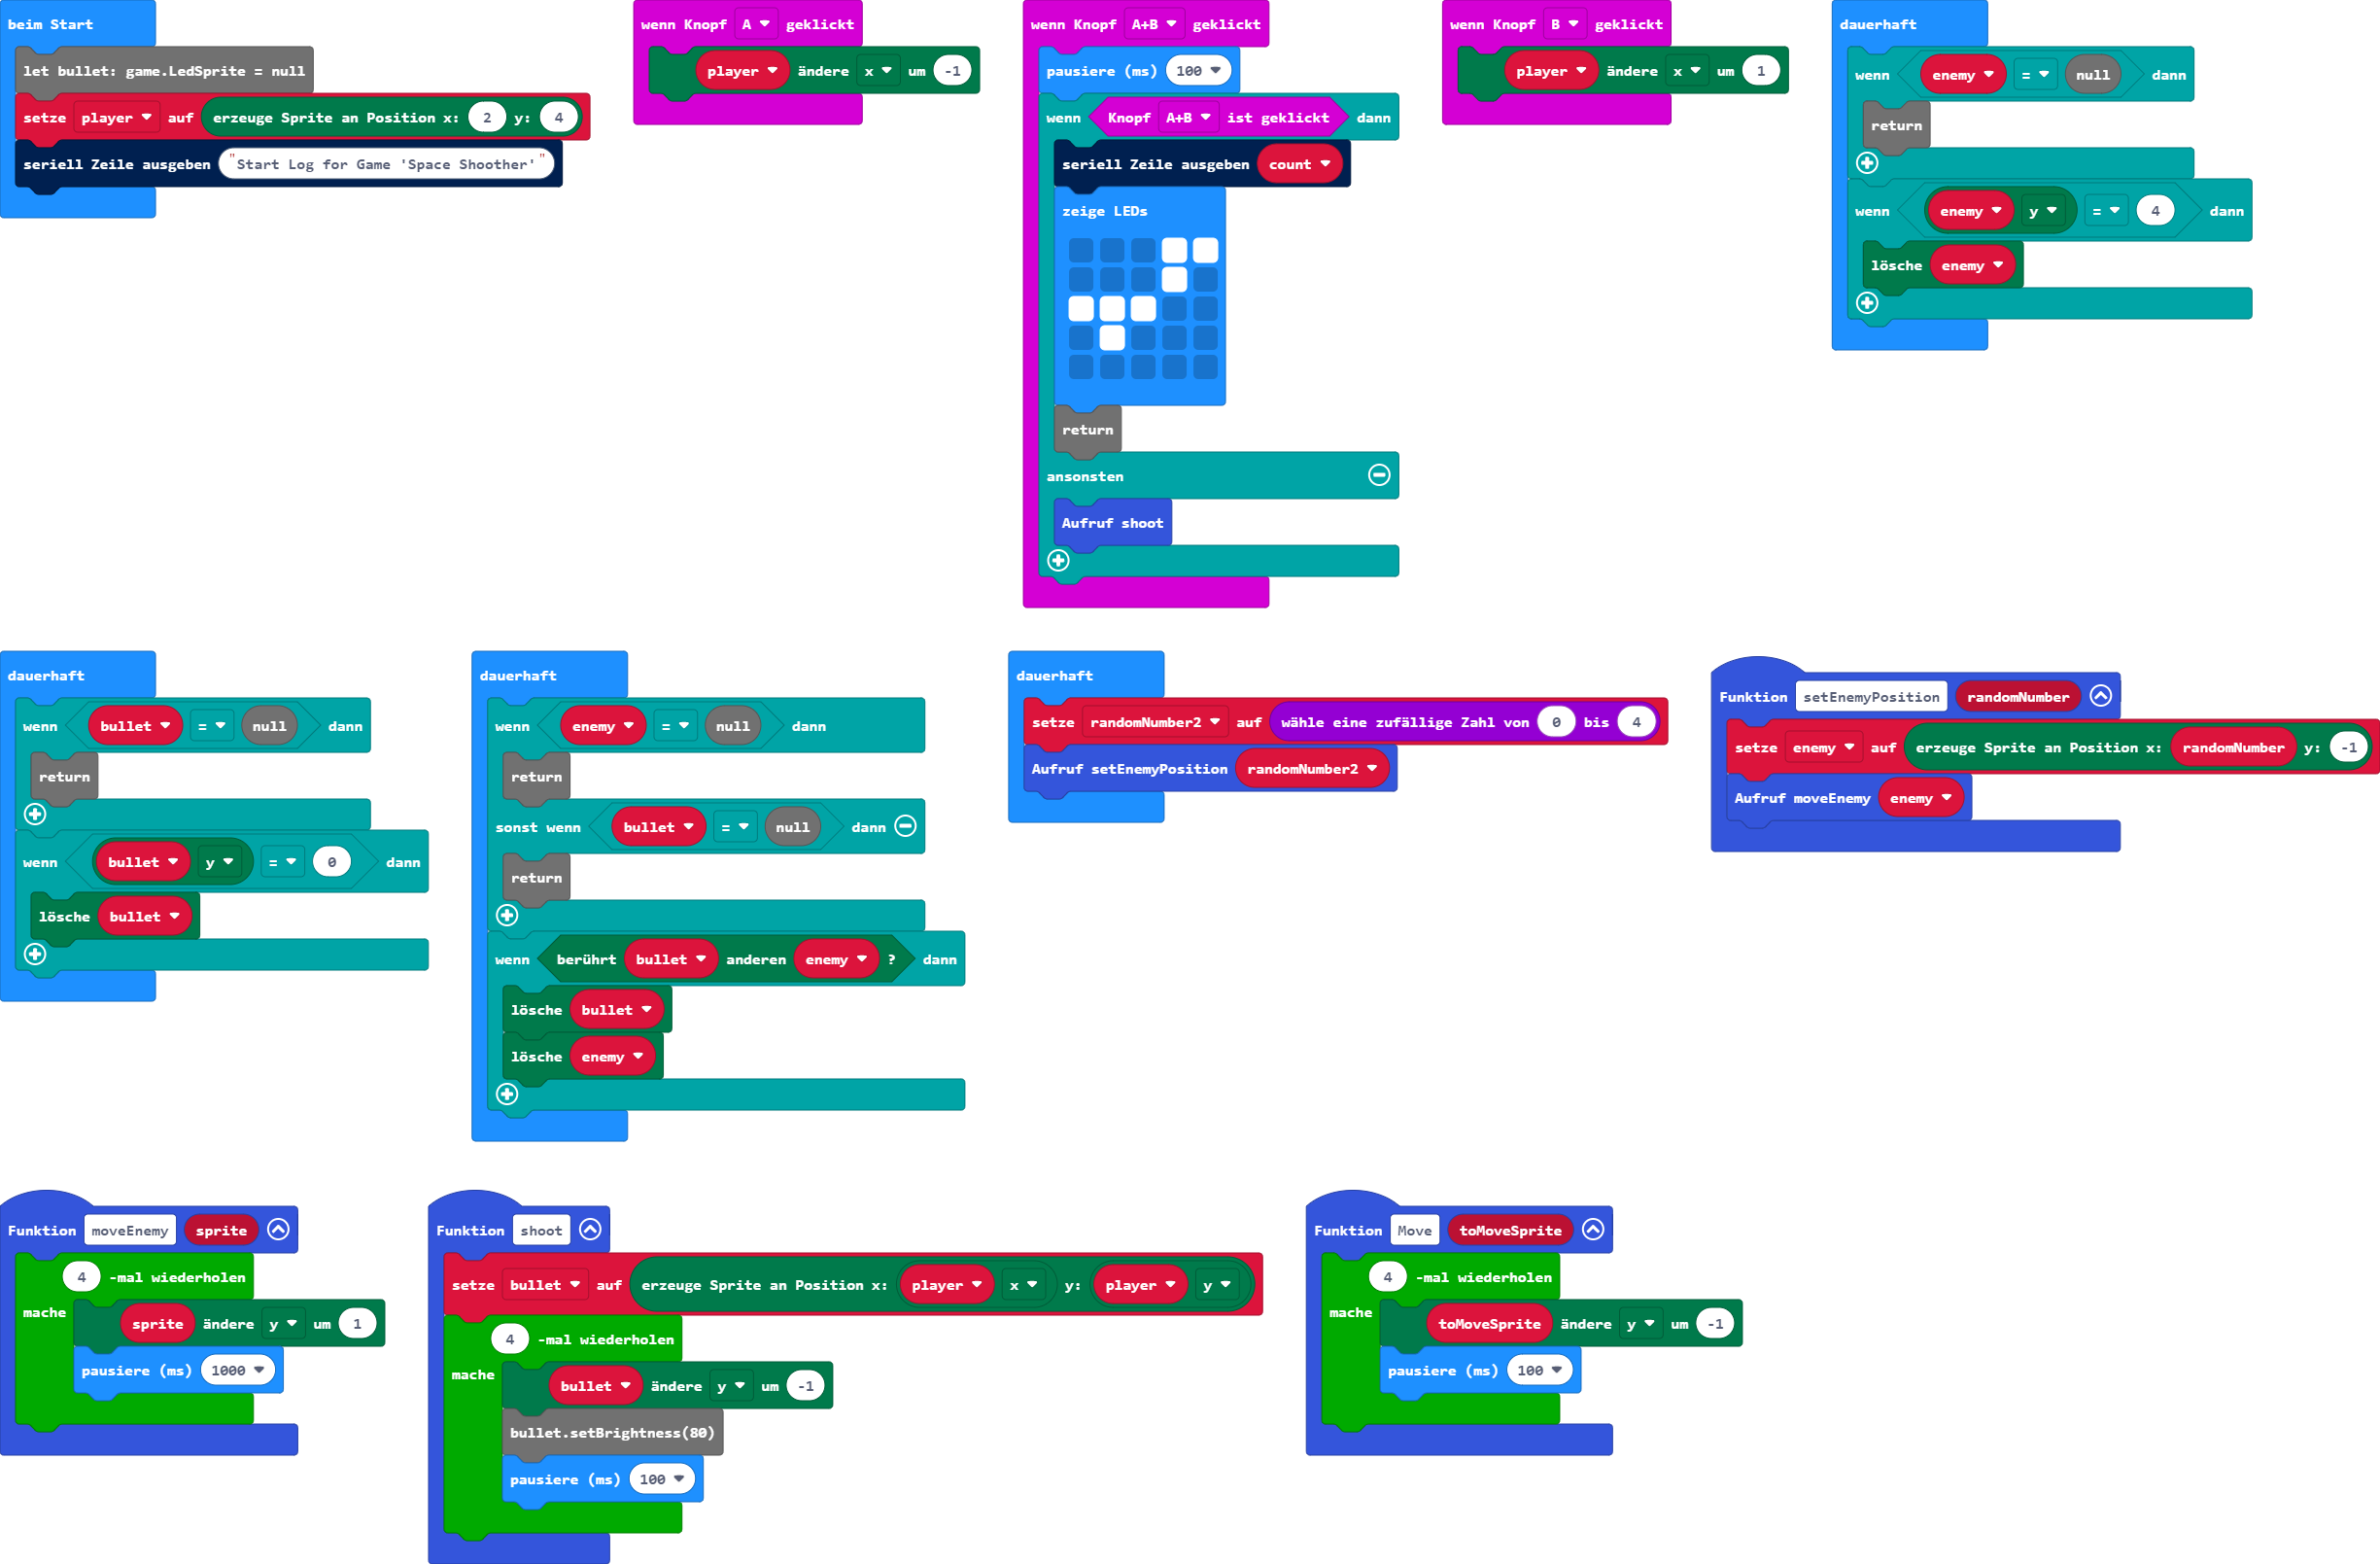 beim Start
let bullet: game.LedSprite = null
setze player auf erzeuge Sprite an Position x: 2 y: 4
seriell Zeile ausgeben "Start Log for Game 'Space Shoother'"
wenn Knopf A geklickt
player ändere x um -1
wenn Knopf A+B geklickt
pausiere (ms) 100
wenn Knopf A+B ist geklickt dann
seriell Zeile ausgeben count
zeige LEDs
return
ansonsten
Aufruf shoot
wenn Knopf B geklickt
player ändere x um 1
dauerhaft
wenn enemy = null dann
return
wenn enemy y = 4 dann
lösche enemy
dauerhaft
wenn bullet = null dann
return
wenn bullet y = 0 dann
lösche bullet
dauerhaft
wenn enemy = null dann
return
sonst wenn bullet = null dann
return
wenn berührt bullet anderen enemy ? dann
lösche bullet
lösche enemy
dauerhaft
setze randomNumber2 auf wähle eine zufällige Zahl von 0 bis 4
Aufruf setEnemyPosition randomNumber2
Funktion setEnemyPosition randomNumber
setze enemy auf erzeuge Sprite an Position x: randomNumber y: -1
Aufruf moveEnemy enemy
Funktion moveEnemy sprite
4 -mal wiederholen
mache
sprite ändere y um 1
pausiere (ms) 1000
Funktion shoot
setze bullet auf erzeuge Sprite an Position x: player x y: player y
4 -mal wiederholen
mache
bullet ändere y um -1
bullet.setBrightness(80)
pausiere (ms) 100
Funktion Move toMoveSprite
4 -mal wiederholen
mache
toMoveSprite ändere y um -1
pausiere (ms) 100